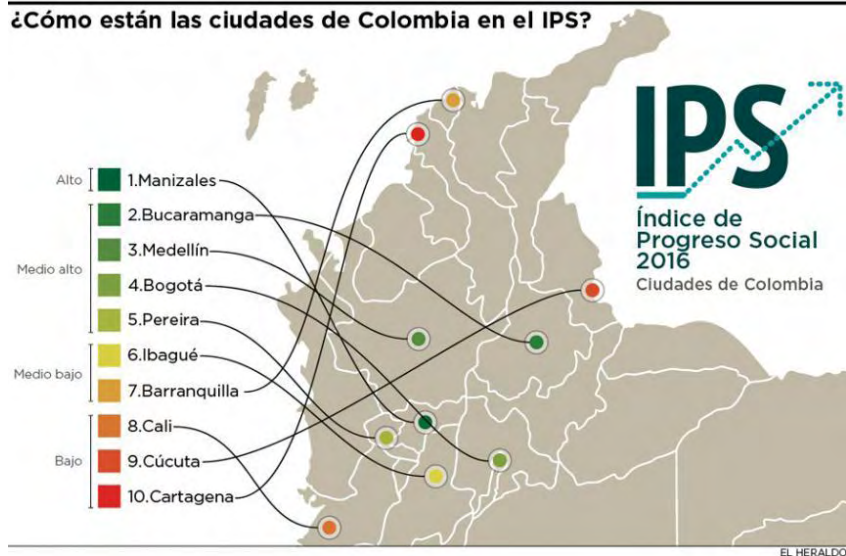 ¿Cómo están las ciudades de Colombia en el IPS?
IPS
Índice de
Progreso Social
2016
Ciudades de Colombia
Alto
1.Manizales
Medio alto
2.Bucaramanga
3.Medellín
4.Bogotá
5.Pereira
Medio bajo
6.Ibagué
7.Barranquilla
Bajo
8.Cali
9.Cúcuta
10.Cartagena
EL HERALDO